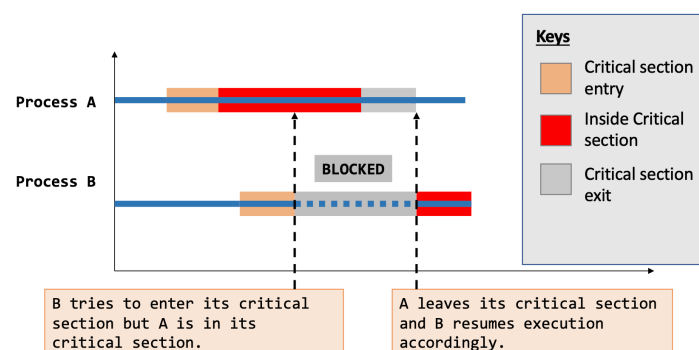 Keys
Critical section
entry
Inside Critical
section
Critical section
exit
Process A
BLOCKED
Process B
B tries to enter its critical
section but A is in its
critical section.
A leaves its critical section
and B resumes execution
accordingly.